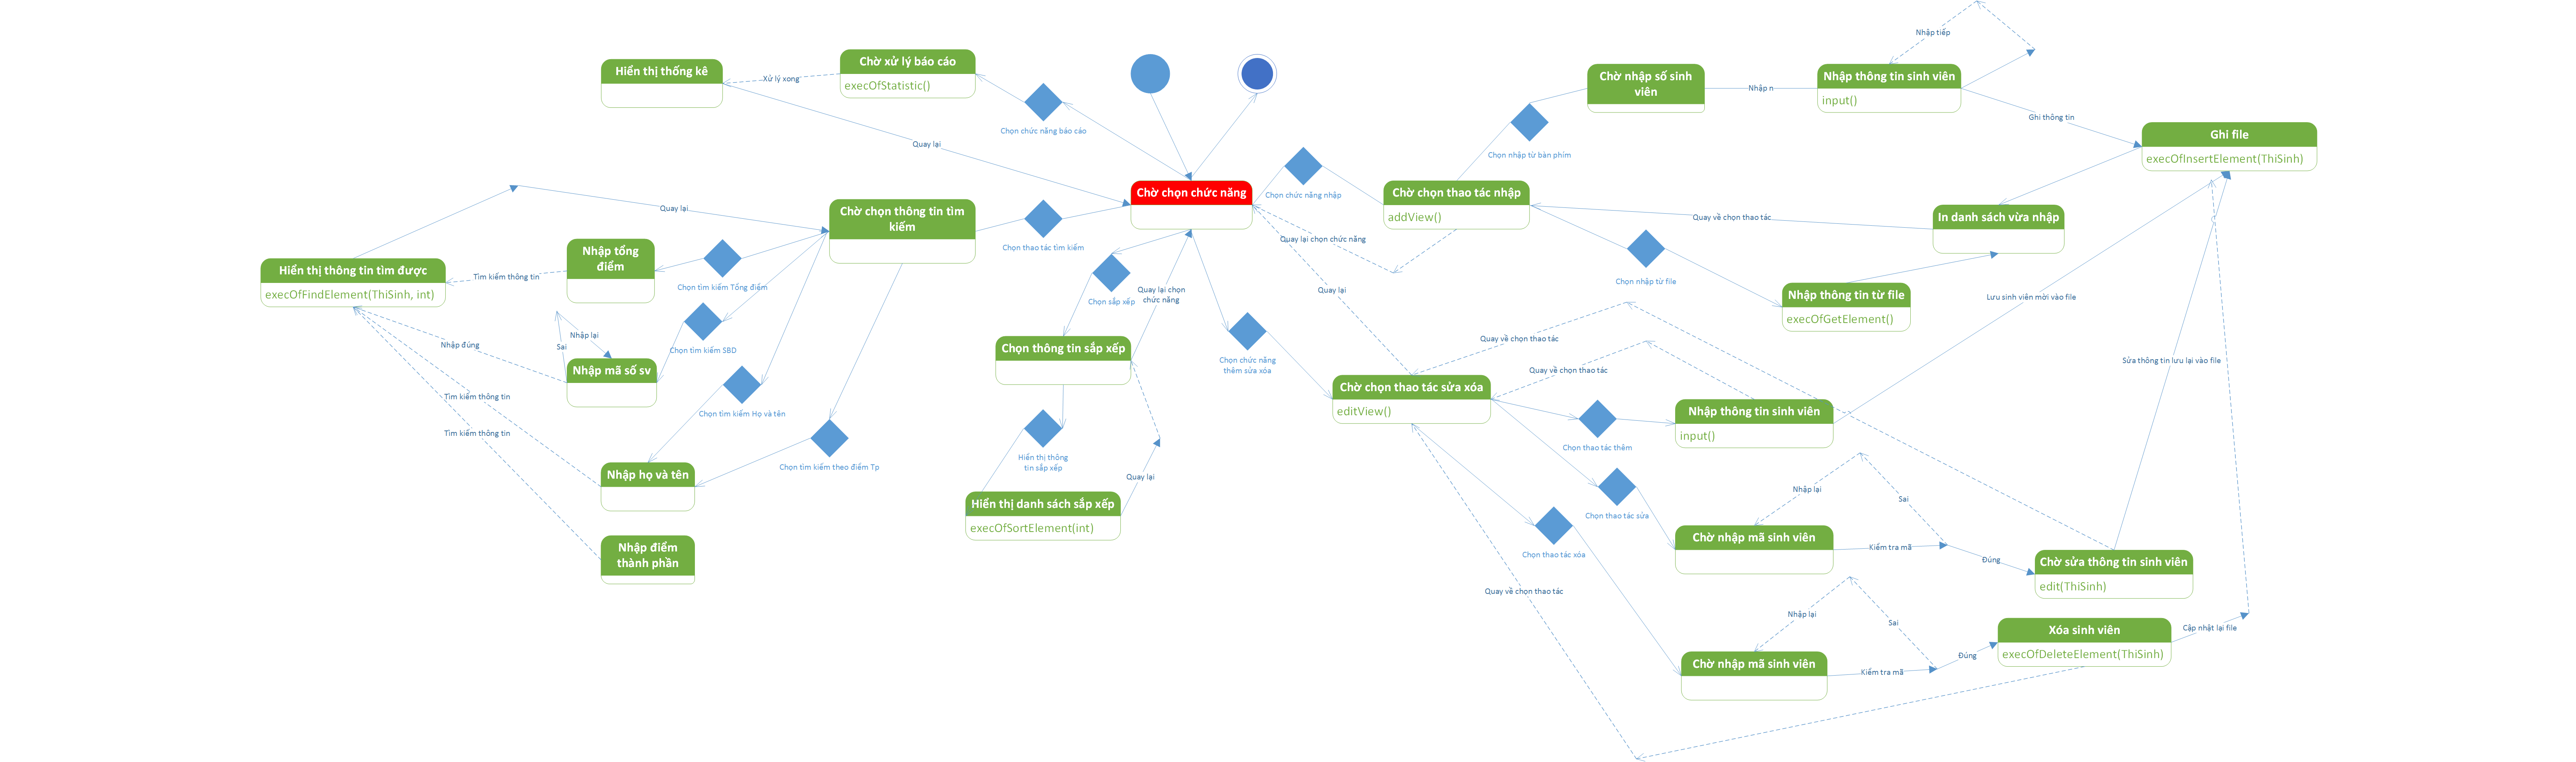 Hiển thị thống kê
Xử lý xong
Chờ xử lý báo cáo
execOfStatistic()
Chọn chức năng báo cáo
Quay lại
Chờ chọn chức năng
Chọn chức năng nhập
Chờ chọn thao tác nhập
addView()
Quay lại chọn chức năng
Chọn nhập từ bàn phím
Chờ nhập số sinh
viên
Nhập n
Nhập thông tin sinh viên
input()
Nhập tiếp
Ghi thông tin
Ghi file
execOfInsertElement(ThiSinh)
In danh sách vừa nhập
Quay về chọn thao tác
Chọn nhập từ file
Nhập thông tin từ file
execOfGetElement()
Lưu sinh viên mới vào file
Sửa thông tin lưu lại vào file
Quay lại
Chờ chọn thông tin tìm
kiếm
Chọn thao tác tìm kiếm
Hiển thị thông tin tìm được
execOfFindElement(ThiSinh, int)
Tìm kiếm thông tin
Nhập tổng
điểm
Chọn tìm kiếm Tổng điểm
Nhập lại
Sai
Nhập đúng
Nhập mã số sv
Chọn tìm kiếm SBD
Tìm kiếm thông tin
Chọn tìm kiếm Họ và tên
Tìm kiếm thông tin
Nhập họ và tên
Chọn tìm kiếm theo điểm Tp
Nhập điểm
thành phần
Chọn sắp xếp
Quay lại chọn
chức năng
Chọn thông tin sắp xếp
Hiển thị thông
tin sắp xếp
Quay lại
Hiển thị danh sách sắp xếp
execOfSortElement(int)
Chọn chức năng
thêm sửa xóa
Quay lại
Chờ chọn thao tác sửa xóa
editView()
Quay về chọn thao tác
Quay về chọn thao tác
Chọn thao tác thêm
Nhập thông tin sinh viên
input()
Chọn thao tác sửa
Nhập lại
Sai
Chờ nhập mã sinh viên
Kiểm tra mã
Đúng
Chờ sửa thông tin sinh viên
edit(ThiSinh)
Chọn thao tác xóa
Quay về chọn thao tác
Nhập lại
Sai
Chờ nhập mã sinh viên
Kiểm tra mã
Đúng
Xóa sinh viên
execOfDeleteElement(ThiSinh)
Cập nhật lại file